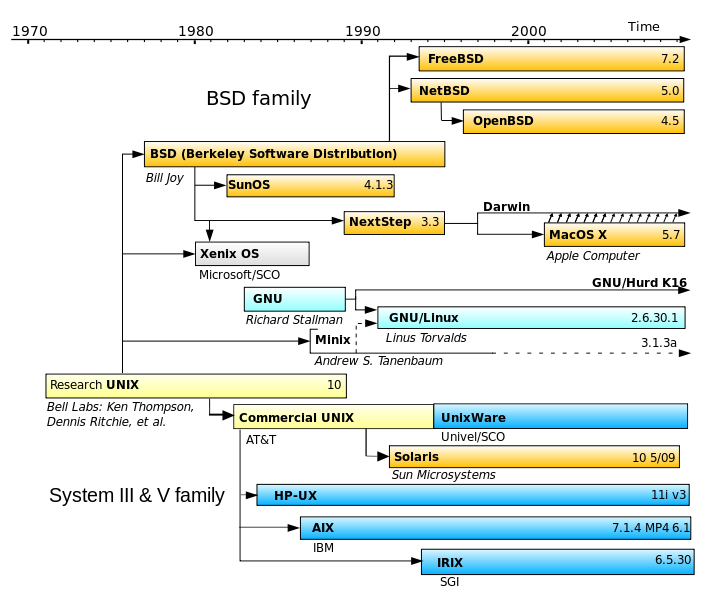 1970 1980 1990 2000 Time
FreeBSD 7.2
BSD family
NetBSD 5.0
OpenBSD 4.5
BSD (Berkeley Software Distribution)
Bill Joy
SunOS 4.1.3
Darwin
NextStep 3.3
MacOS X 5.7
Apple Computer
Xenix OS
Microsoft/SCO
GNU/Hurd K16
GNU
Richard Stallman
GNU/Linux 2.6.30.1
Linus Torvalds
Minix 3.1.3a
Andrew S. Tanenbaum
Research UNIX 10
Bell Labs: Ken Thompson,
Dennis Ritchie, et al.
Commercial UNIX
AT&T
UnixWare
Univel/SCO
Solaris 10 5/09
Sun Microsystems
System III & V family
HP-UX 11i v3
AIX 7.1.4 MP4 6.1
IBM
IRIX 6.5.30
SGI